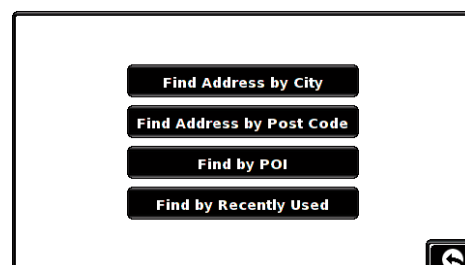 Find Address by City
Find Address by Post Code
Find by POI
Find by Recently Used